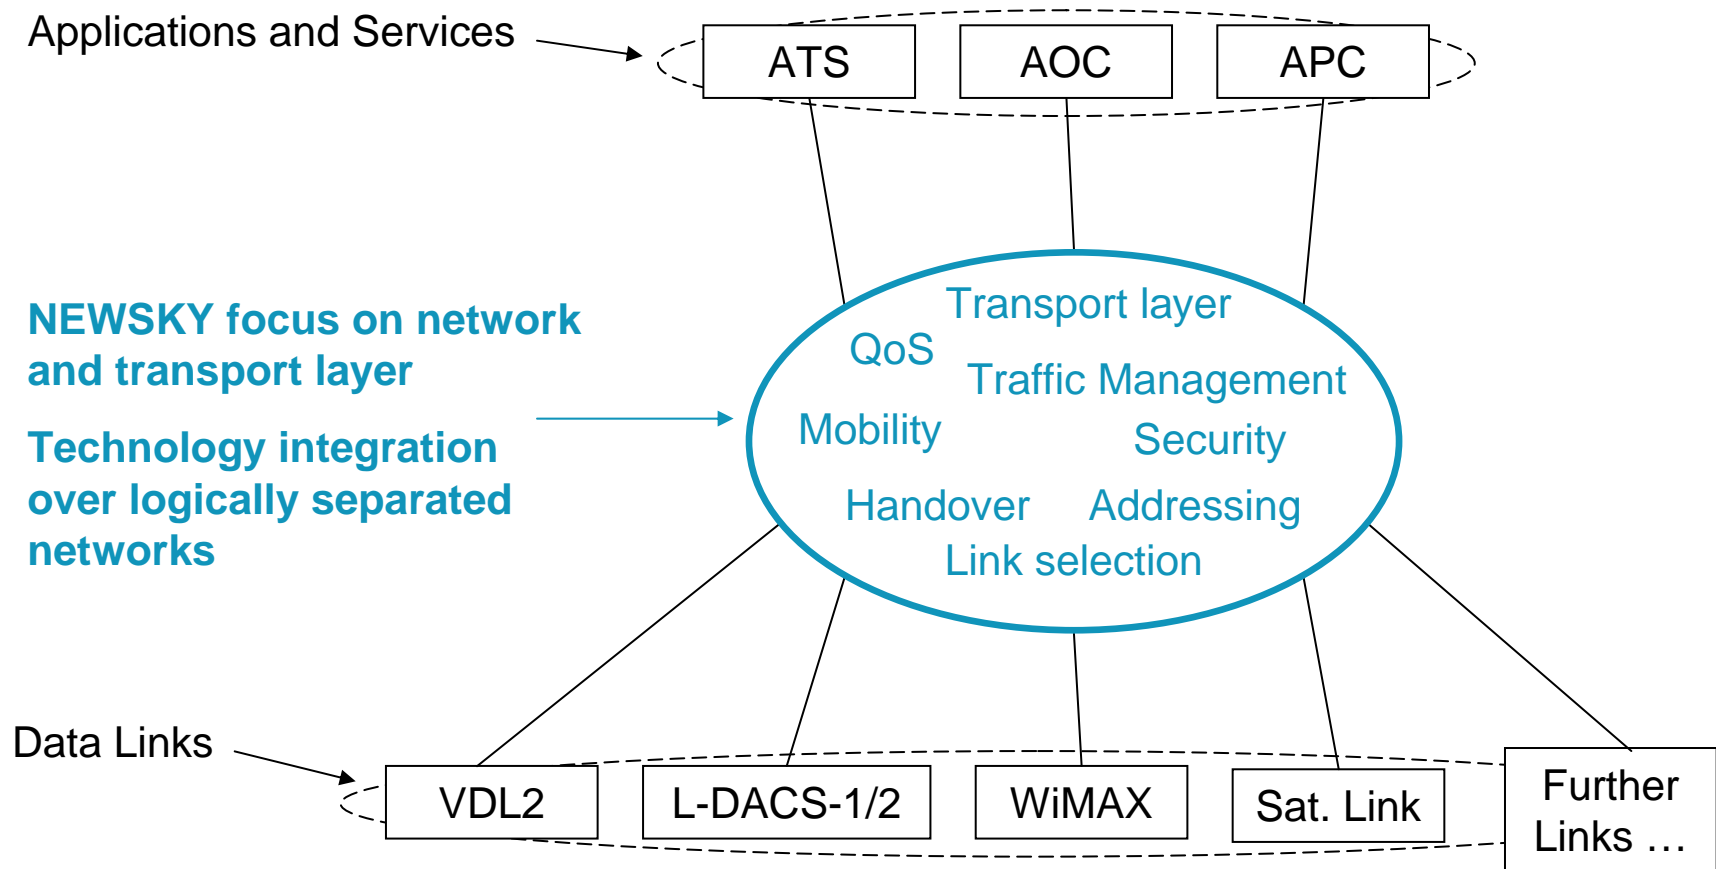 Applications and Services
ATS
AOC
APC
NEWSKY focus on network
and transport layer
Technology integration
over logically separated
networks
Transport layer
QoS
Traffic Management
Mobility
Security
Handover
Addressing
Link selection
Data Links
VDL2
L-DACS-1/2
WiMAX
Sat. Link
Further
Links …